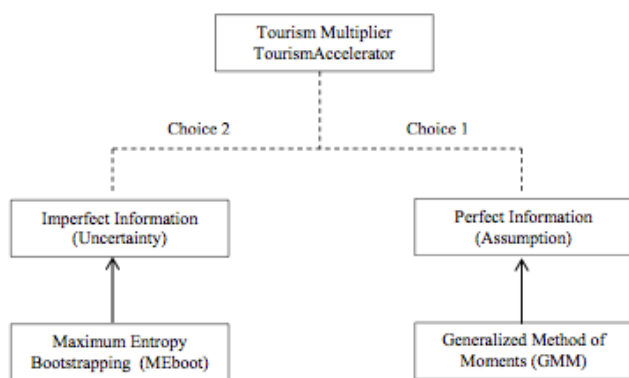 Tourism Multiplier
TourismAccelerator
Choice 2
Choice 1
Imperfect Information
(Uncertainty)
Perfect Information
(Assumption)
Maximum Entropy
Bootstrapping (MEboot)
Generalized Method of
Moments (GMM)